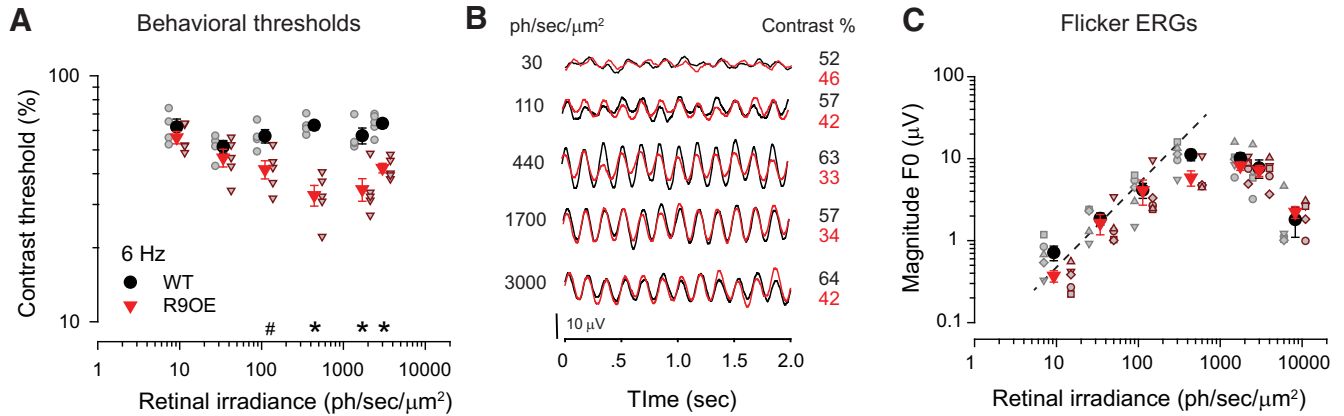 A Behavioral thresholds
Contrast threshold (%)
100
10
6 Hz
WT
R9OE
# * * *
1 10 100 1000 10000
Retinal irradiance (ph/sec/μm²)
B
ph/sec/μm² Contrast %
30 52
46
110 57
42
440 63
33
1700 57
34
3000 64
42
10 μV
0 .5 1.0 1.5 2.0
TIme (sec)
C Flicker ERGs
Magnitude F0 (μV)
100
10
1
0.1
1 10 100 1000 10000
Retinal irradiance (ph/sec/μm²)